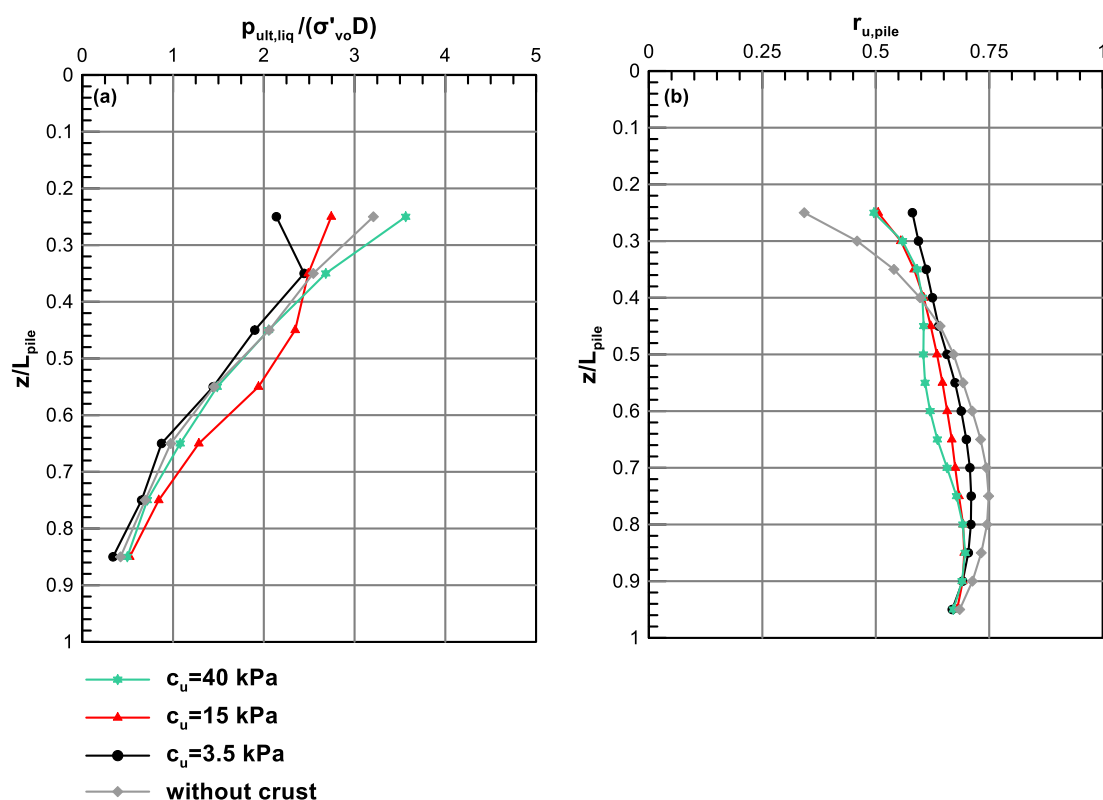 p_ult,liq/(σ'_voD)
0 1 2 3 4 5
(a)
0
0.1
0.2
0.3
0.4
0.5
0.6
0.7
0.8
0.9
1
z/L_pile
r_u,pile
0 0.25 0.5 0.75 1
(b)
0
0.1
0.2
0.3
0.4
0.5
0.6
0.7
0.8
0.9
1
z/L_pile
c_u=40 kPa
c_u=15 kPa
c_u=3.5 kPa
without crust